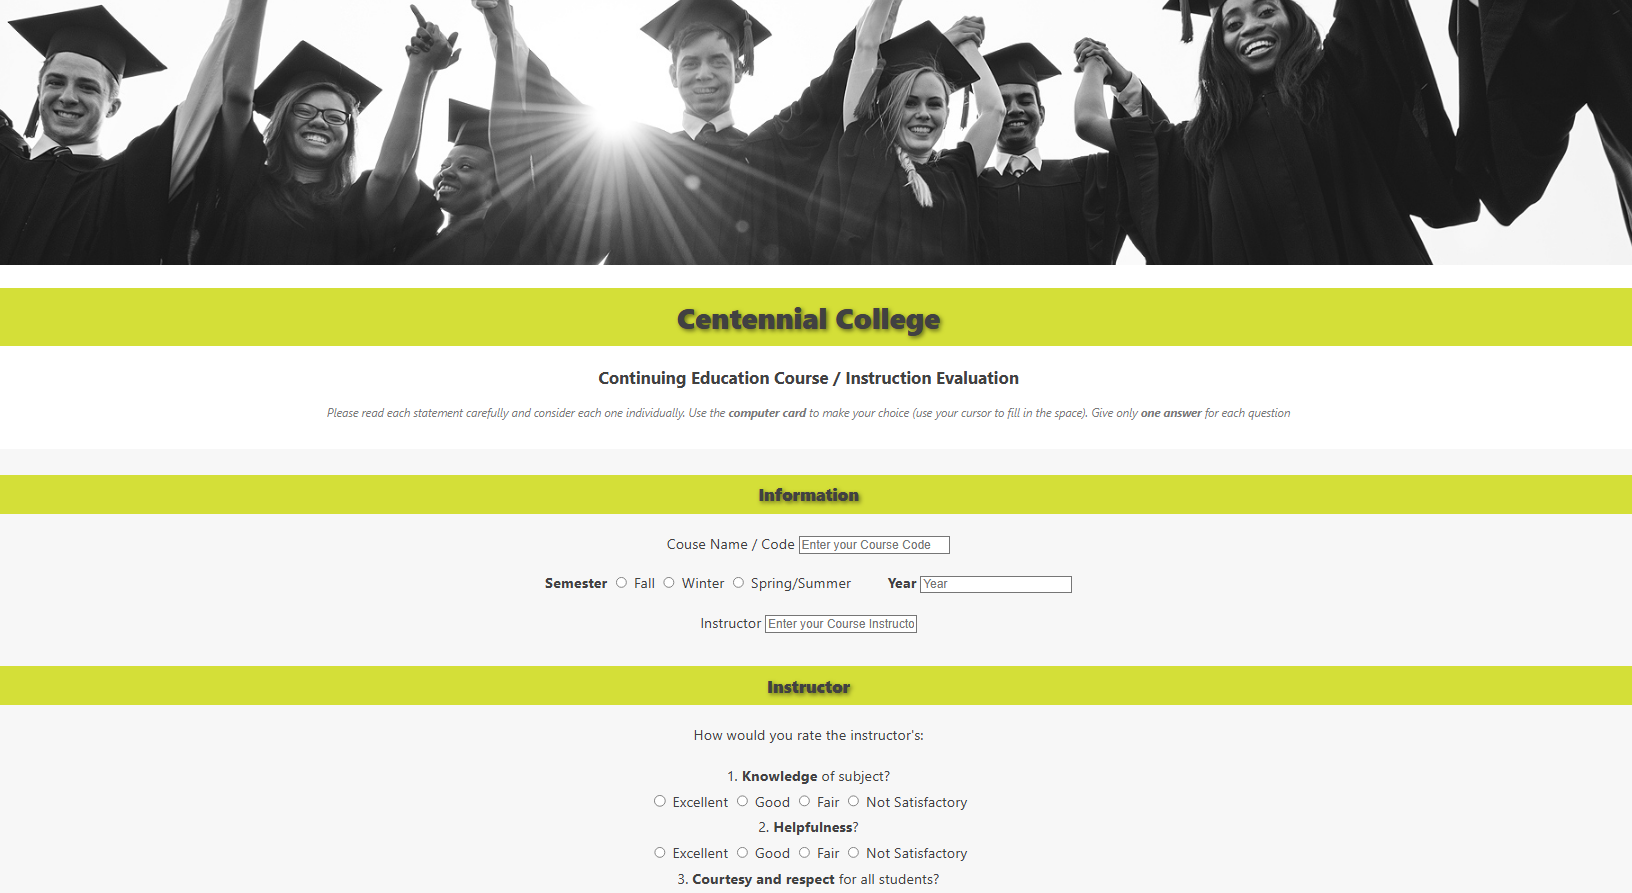 Centennial College
Continuing Education Course / Instruction Evaluation
Please read each statement carefully and consider each one individually. Use the computer card to make your choice (use your cursor to fill in the space). Give only one answer for each question
Information
Couse Name / Code Enter your Course Code
Semester Fall Winter Spring/Summer Year Year
Instructor Enter your Course Instructo
Instructor
How would you rate the instructor's:
1. Knowledge of subject?
Excellent Good Fair Not Satisfactory
2. Helpfulness?
Excellent Good Fair Not Satisfactory
3. Courtesy and respect for all students?